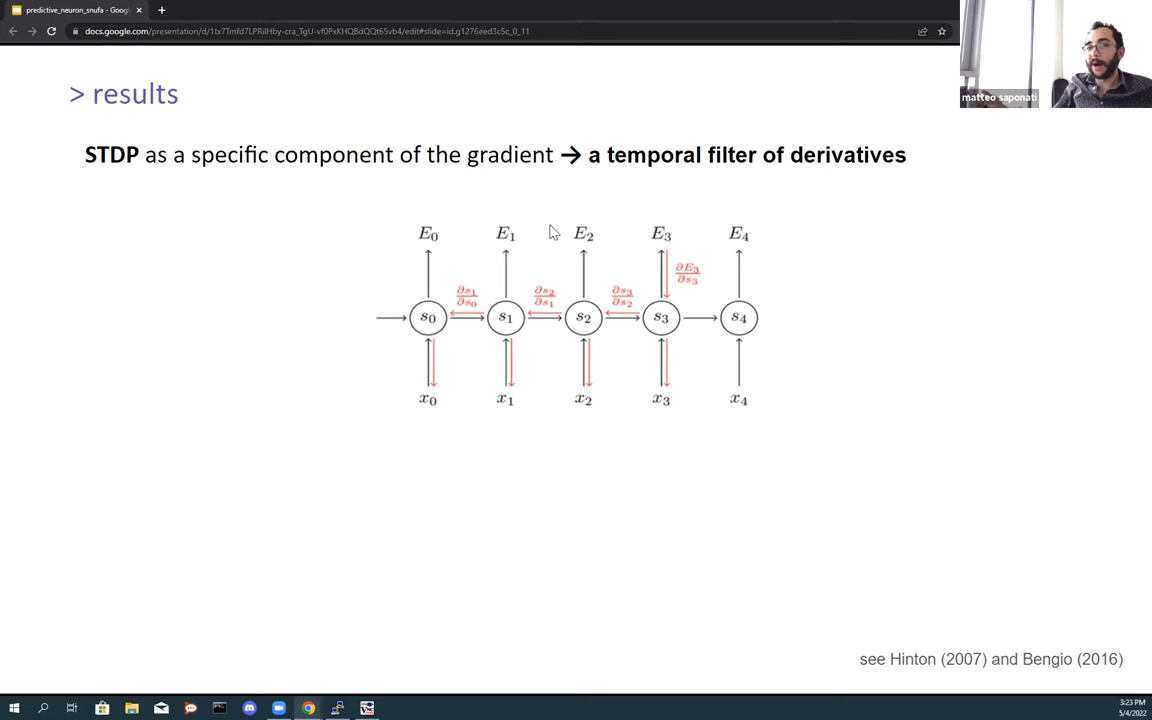 predictive_neuron_snufa - Googl
docs.google.com/presentation/d/1tx7Tmfd7LPRilHby-cra_TgU-vf0PxKHQBdQQt65vb4/edit#slide=id.g1276eed3c5c_0_11
matteo saponati
> results
STDP as a specific component of the gradient → a temporal filter of derivatives
E₀ E₁ E₂ E₃ E₄
∂s₁/∂s₀ ∂s₂/∂s₁ ∂s₃/∂s₂ ∂E₃/∂s₃
s₀ s₁ s₂ s₃ s₄
x₀ x₁ x₂ x₃ x₄
see Hinton (2007) and Bengio (2016)
3:23 PM
5/4/2022